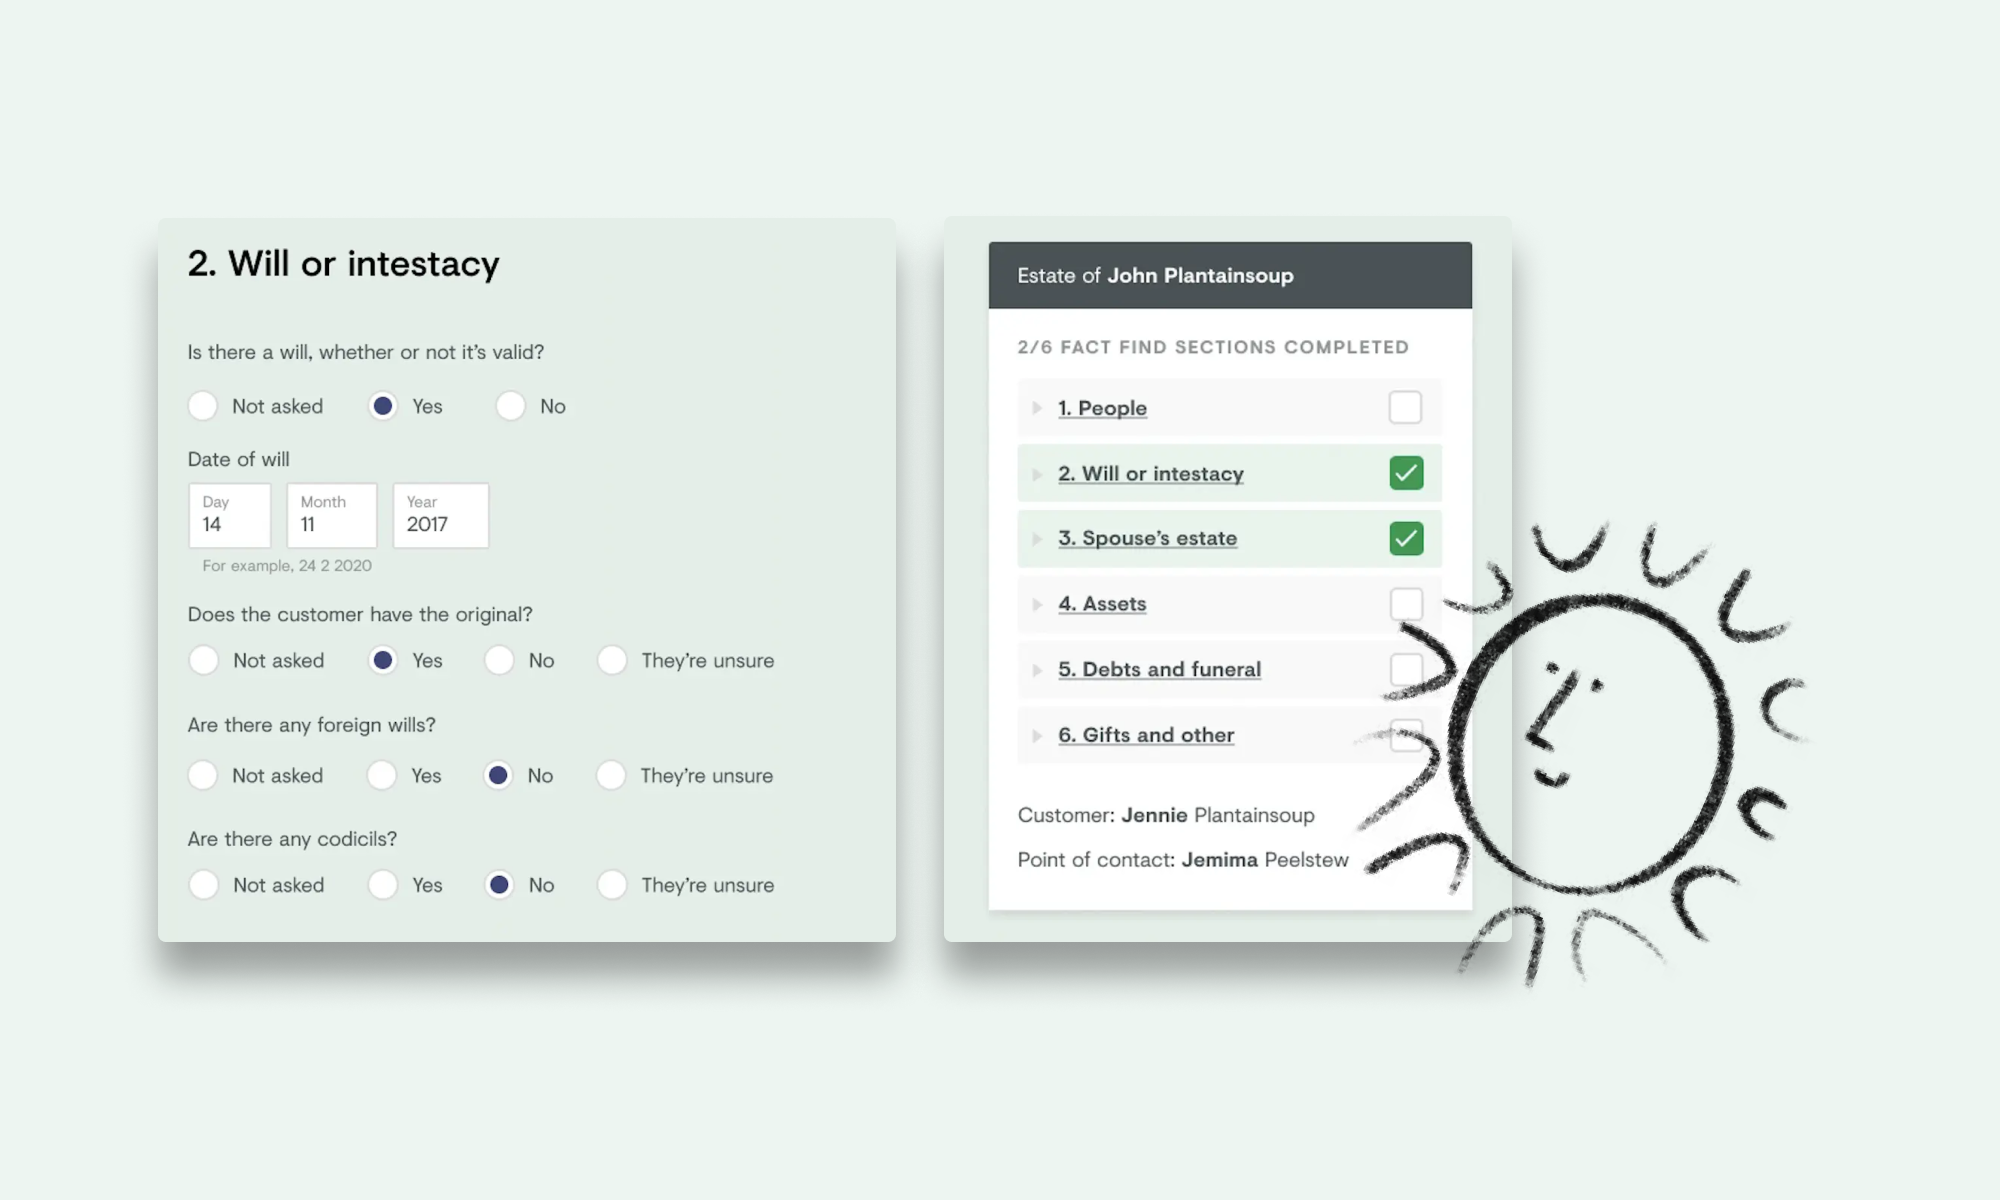 2. Will or intestacy
Is there a will, whether or not it’s valid?
Not asked Yes No
Date of will
Day Month Year
14 11 2017
For example, 24 2 2020
Does the customer have the original?
Not asked Yes No They’re unsure
Are there any foreign wills?
Not asked Yes No They’re unsure
Are there any codicils?
Not asked Yes No They’re unsure
Estate of John Plantainsoup
2/6 FACT FIND SECTIONS COMPLETED
1. People
2. Will or intestacy
3. Spouse’s estate
4. Assets
5. Debts and funeral
6. Gifts and other
Customer: Jennie Plantainsoup
Point of contact: Jemima Peelstew